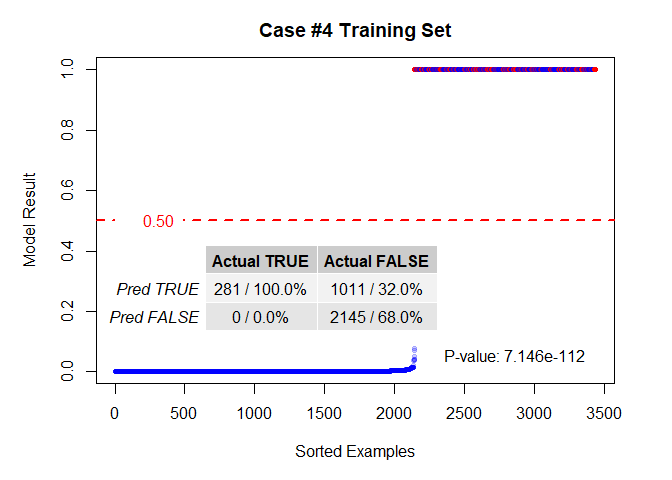 Case #4 Training Set
Model Result
1.0
0.8
0.6
0.4
0.2
0.0
0.50
Actual TRUE Actual FALSE
Pred TRUE 281 / 100.0% 1011 / 32.0%
Pred FALSE 0 / 0.0% 2145 / 68.0%
P-value: 7.146e-112
0 500 1000 1500 2000 2500 3000 3500
Sorted Examples